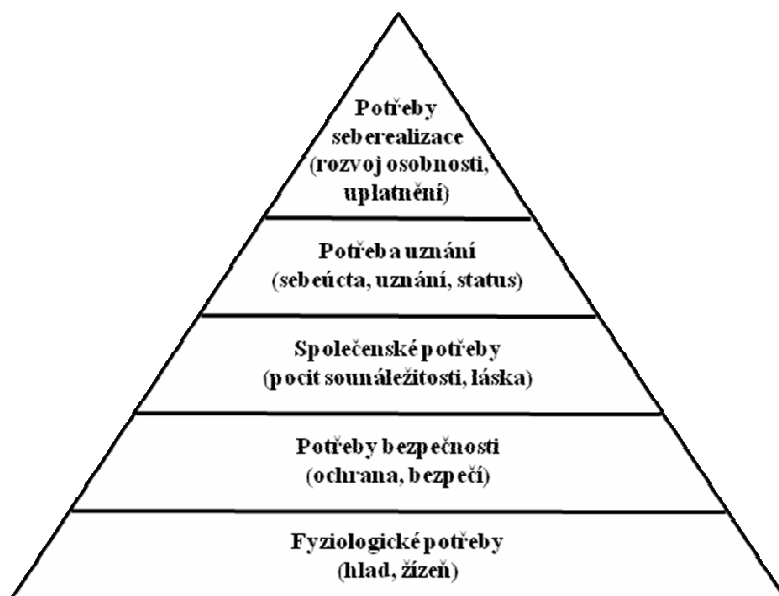 Potřeby
seberealizace
(rozvoj osobnosti,
uplatnění)
Potřeba uznání
(sebeúcta, uznání, status)
Společenské potřeby
(pocit sounáležitosti, láska)
Potřeby bezpečnosti
(ochrana, bezpečí)
Fyziologické potřeby
(hlad, žízeň)